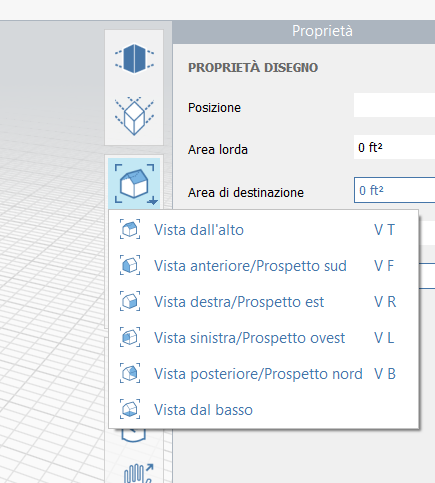 Proprietà
PROPRIETÀ DISEGNO
Posizione
Area lorda
0 ft²
Area di destinazione
0 ft²
Vista dall'alto V T
Vista anteriore/Prospetto sud V F
Vista destra/Prospetto est V R
Vista sinistra/Prospetto ovest V L
Vista posteriore/Prospetto nord V B
Vista dal basso